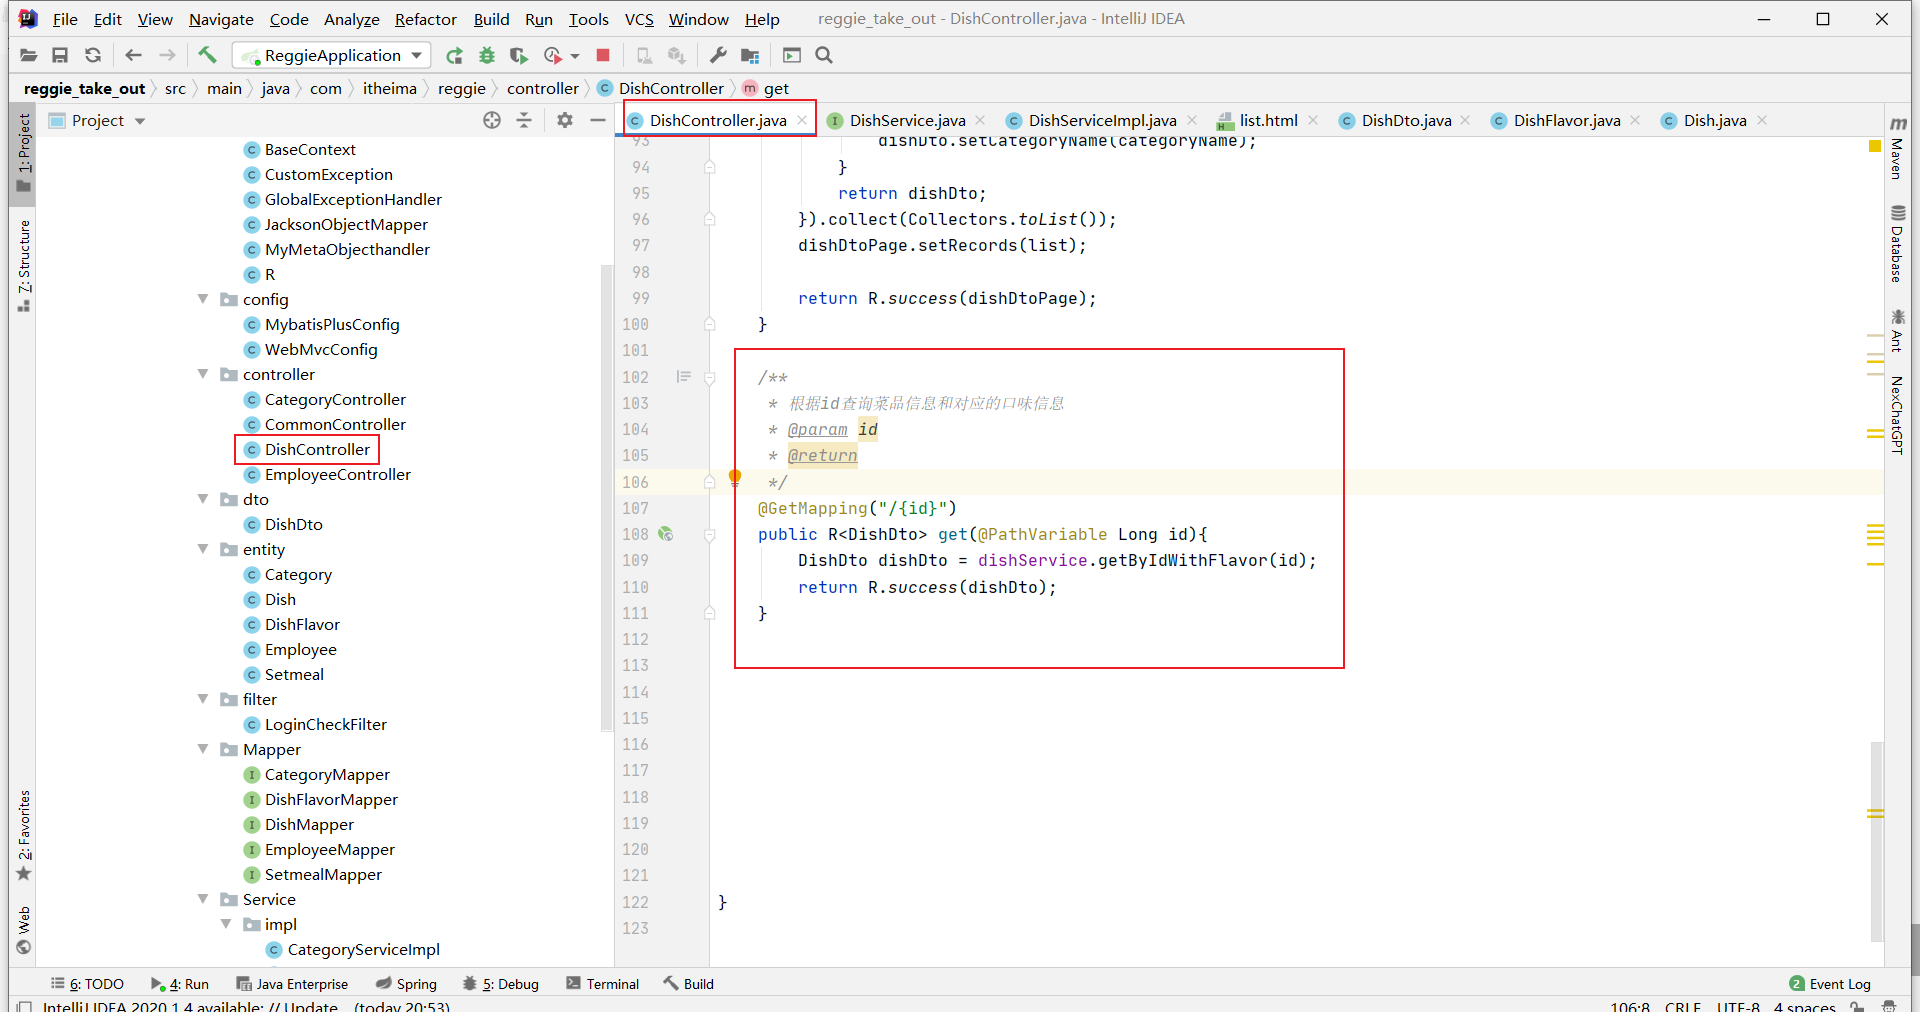 File Edit View Navigate Code Analyze Refactor Build Run Tools VCS Window Help reggie_take_out - DishController.java - IntelliJ IDEA
ReggieApplication
reggie_take_out src main java com itheima reggie controller DishController get
Project
DishController.java DishService.java DishServiceImpl.java list.html DishDto.java DishFlavor.java Dish.java
1: Project
7: Structure
2: Favorites
Web
BaseContext
CustomException
GlobalExceptionHandler
JacksonObjectMapper
MyMetaObjecthandler
R
config
MybatisPlusConfig
WebMvcConfig
controller
CategoryController
CommonController
DishController
EmployeeController
dto
DishDto
entity
Category
Dish
DishFlavor
Employee
Setmeal
filter
LoginCheckFilter
Mapper
CategoryMapper
DishFlavorMapper
DishMapper
EmployeeMapper
SetmealMapper
Service
impl
CategoryServiceImpl
93 dishDto.setCategoryName(categoryName);
94 }
95 return dishDto;
96 }).collect(Collectors.toList());
97 dishDtoPage.setRecords(list);
98
99 return R.success(dishDtoPage);
100 }
101
102 /**
103 * 根据id查询菜品信息和对应的口味信息
104 * @param id
105 * @return
106 */
107 @GetMapping("/{id}")
108 public R<DishDto> get(@PathVariable Long id){
109 DishDto dishDto = dishService.getByIdWithFlavor(id);
110 return R.success(dishDto);
111 }
112
113
114
115
116
117
118
119
120
121
122 }
123
m Maven
Database
Ant
NexChatGPT
6: TODO 4: Run Java Enterprise Spring 5: Debug Terminal Build 2 Event Log
IntelliJ IDEA 2020.1.4 available: // Update... (today 20:53) 106:8 CRLF UTF-8 4 spaces